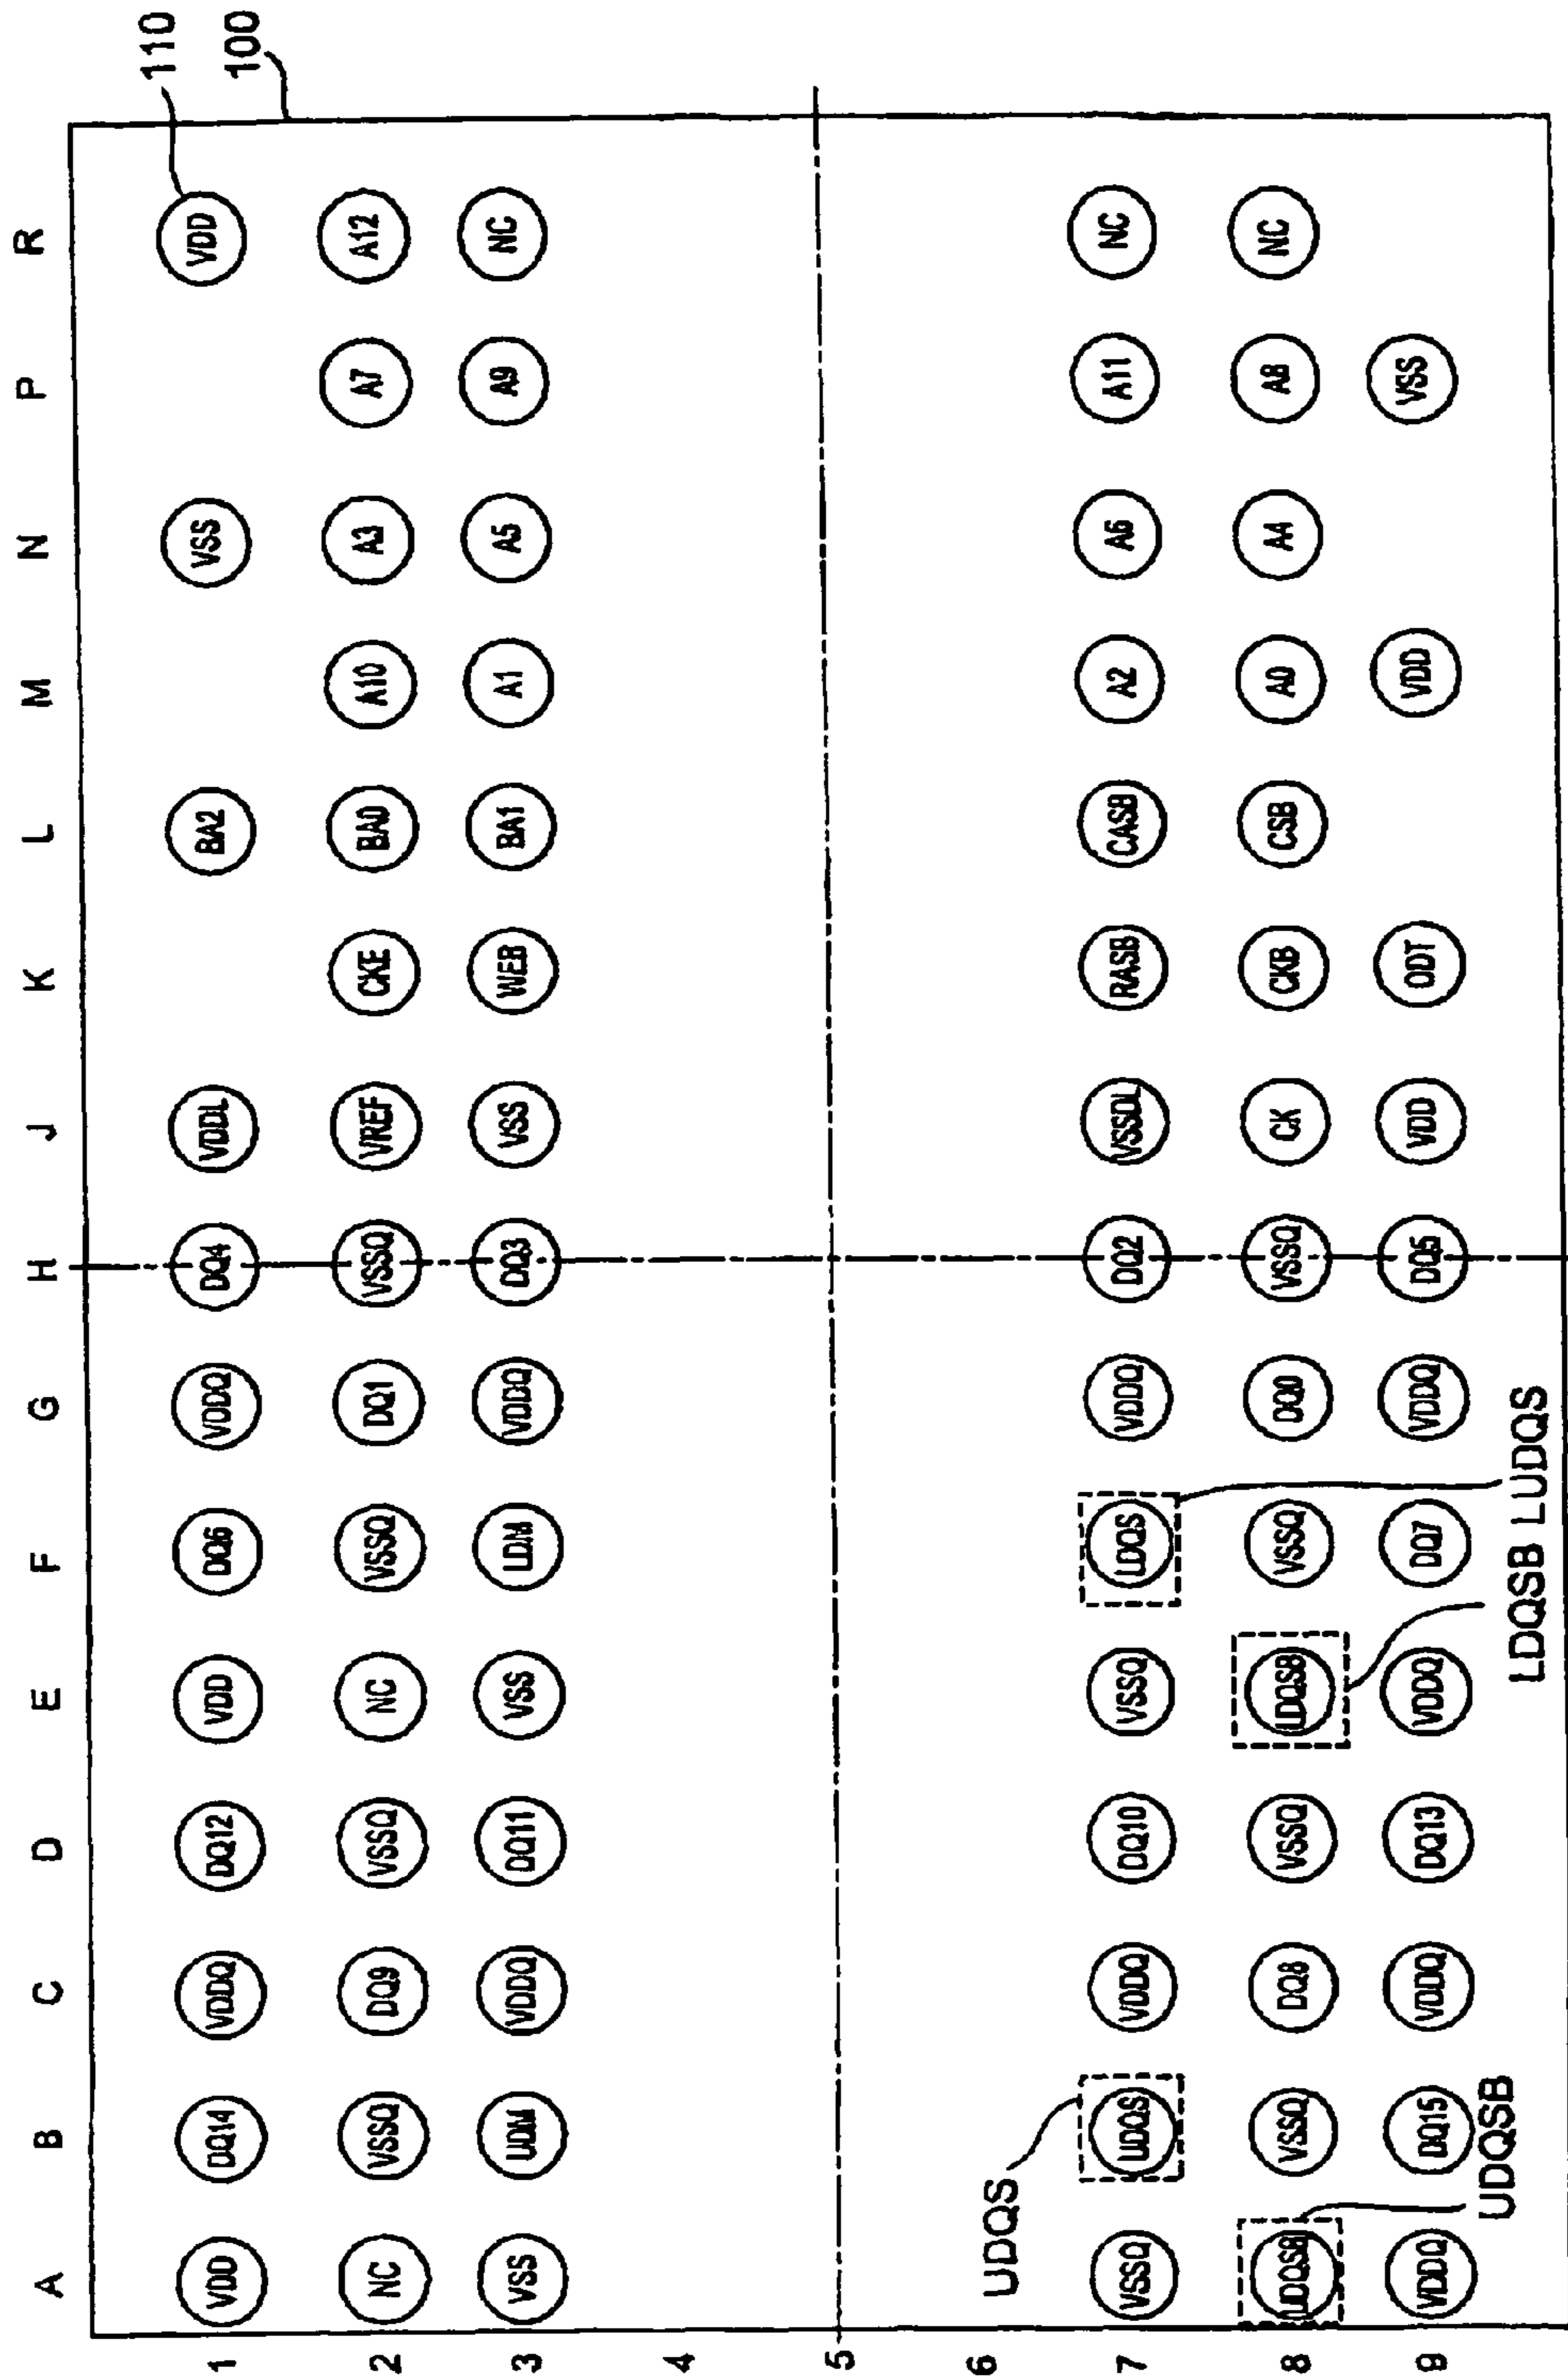 A B C D E F G H J K L M N P R
1 VDD DQ14 VDDQ DQ12 VDD DQ6 VDDQ DQ4 VDDL BA2 VSS VDD 110
100
2 NC VSSQ DQ9 VSSQ NC VSSQ DQ1 VSSQ VREF CKE BA0 A10 A3 A7 A12
3 VSS UDM VDDQ DQ11 VSS LDM VDDQ DQ3 VSS WEB BA1 A1 A5 A9 NC
4
5
6 UDQS
7 VSSQ UDQS VDDQ DQ10 VSSQ LDQS VDDQ DQ2 VSSDL RASB CASB A2 A6 A11 NC
8 UDQSB VSSQ DQ8 VSSQ LDQSB VSSQ DQ0 VSSQ CK CKB CSB A0 A4 A8 NC
9 VDDQ DQ15 VDDQ DQ13 VDDQ DQ7 VDDQ DQ5 VDD ODT VDD VSS
UDQSB
LDQSB LUDQS